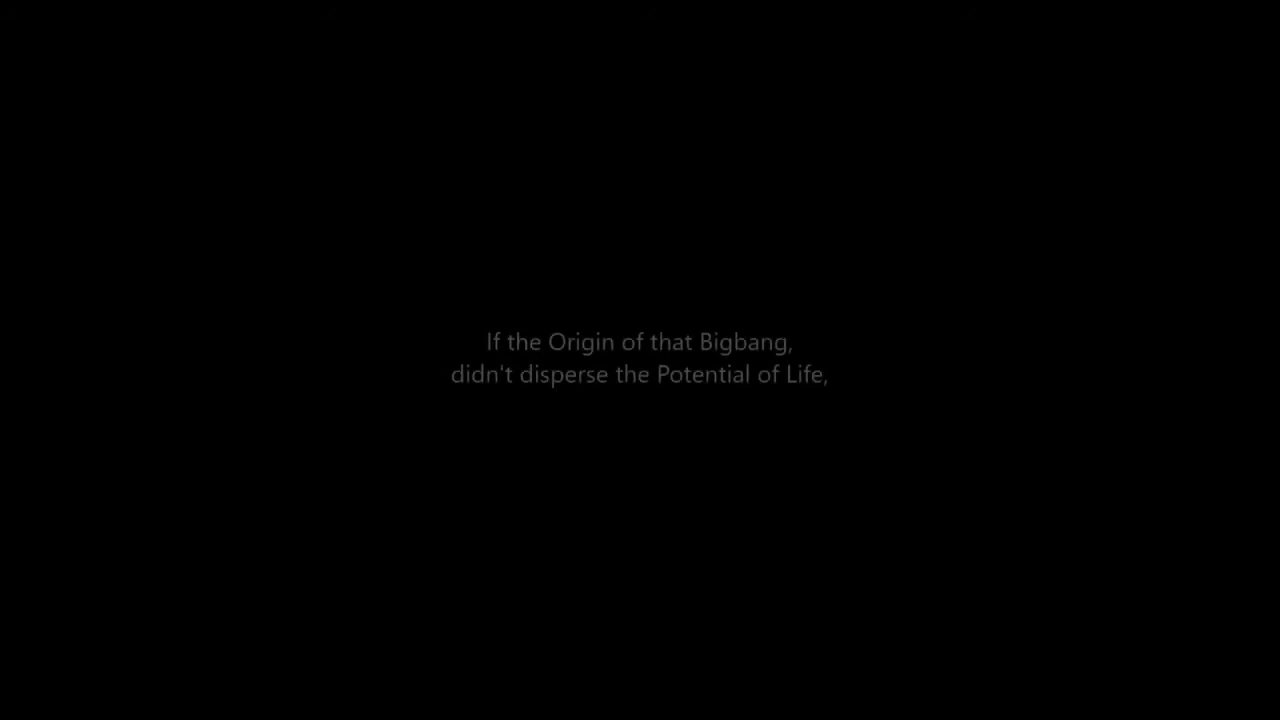 If the Origin of that Bigbang,
didn't disperse the Potential of Life,